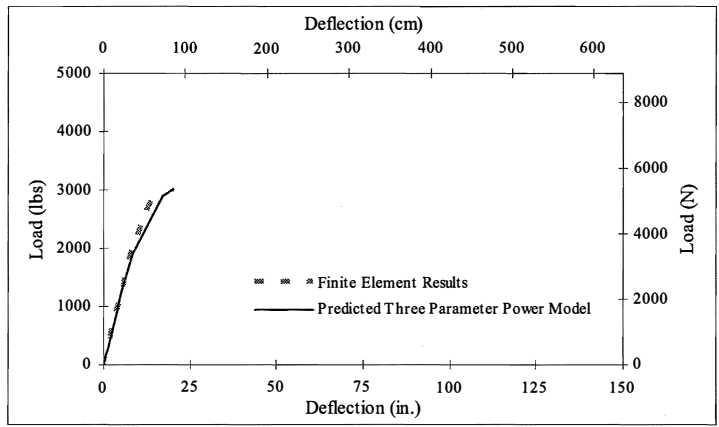 Deflection (cm)
0 100 200 300 400 500 600
5000
4000
3000
2000
1000
0
Load (lbs)
8000
6000
4000
2000
0
Load (N)
Finite Element Results
Predicted Three Parameter Power Model
0 25 50 75 100 125 150
Deflection (in.)